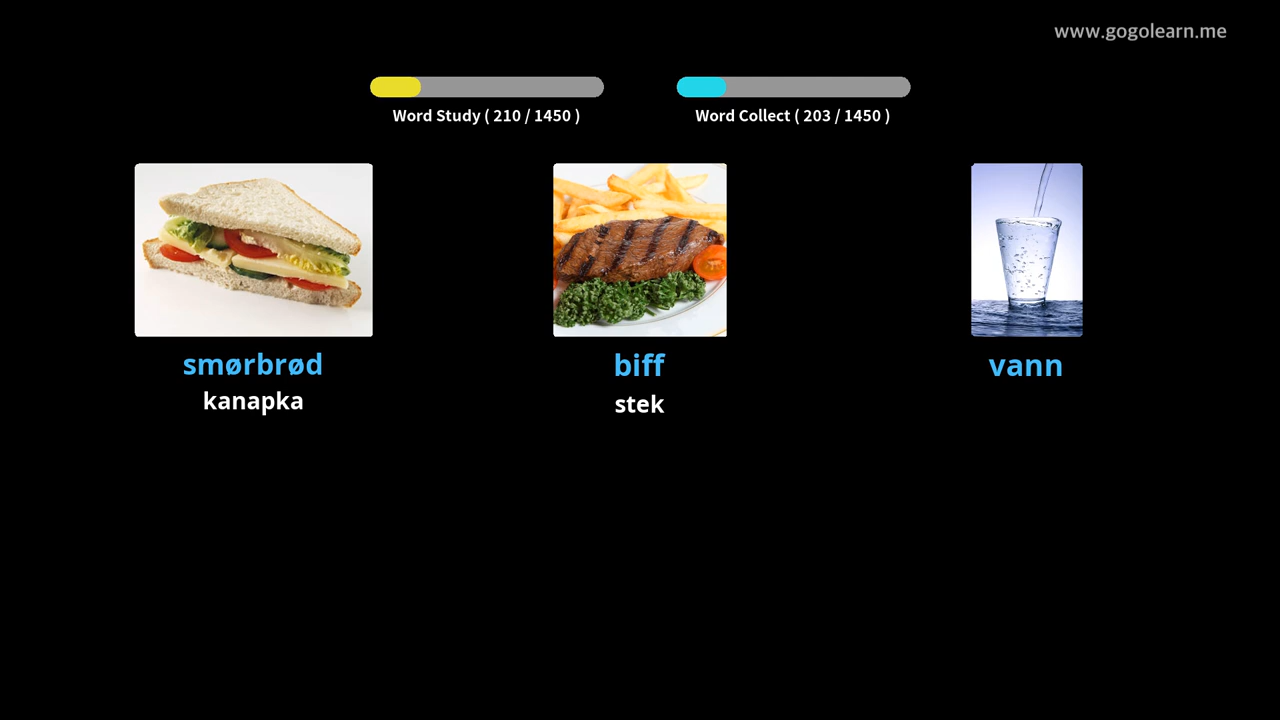 www.gogolearn.me
Word Study ( 210 / 1450 )
Word Collect ( 203 / 1450 )
smørbrød
kanapka
biff
stek
vann